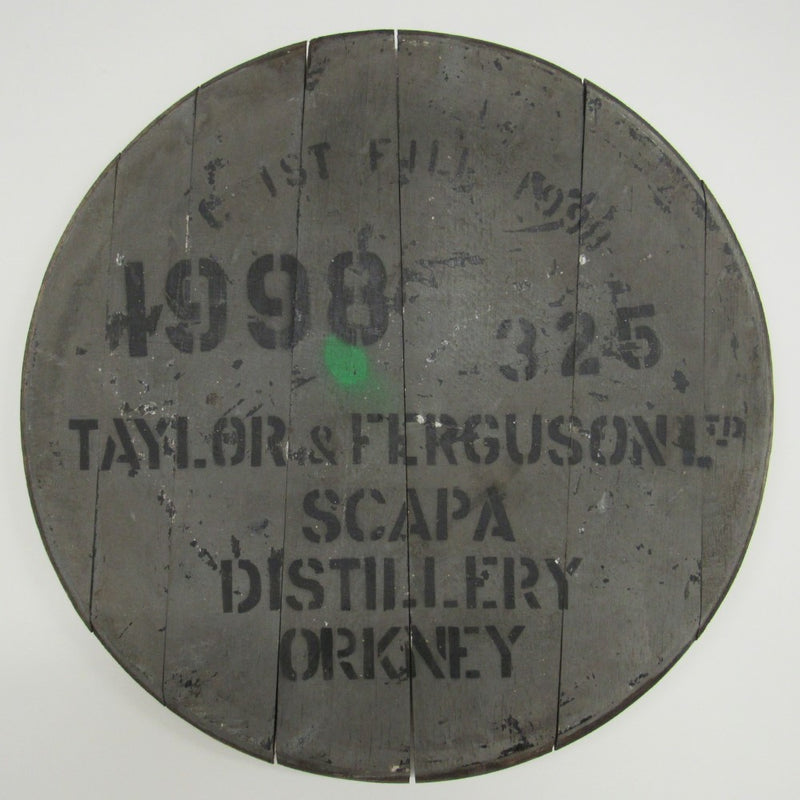 1ST FILL
1998
325
TAYLOR & FERGUSON LTD
SCAPA
DISTILLERY
ORKNEY